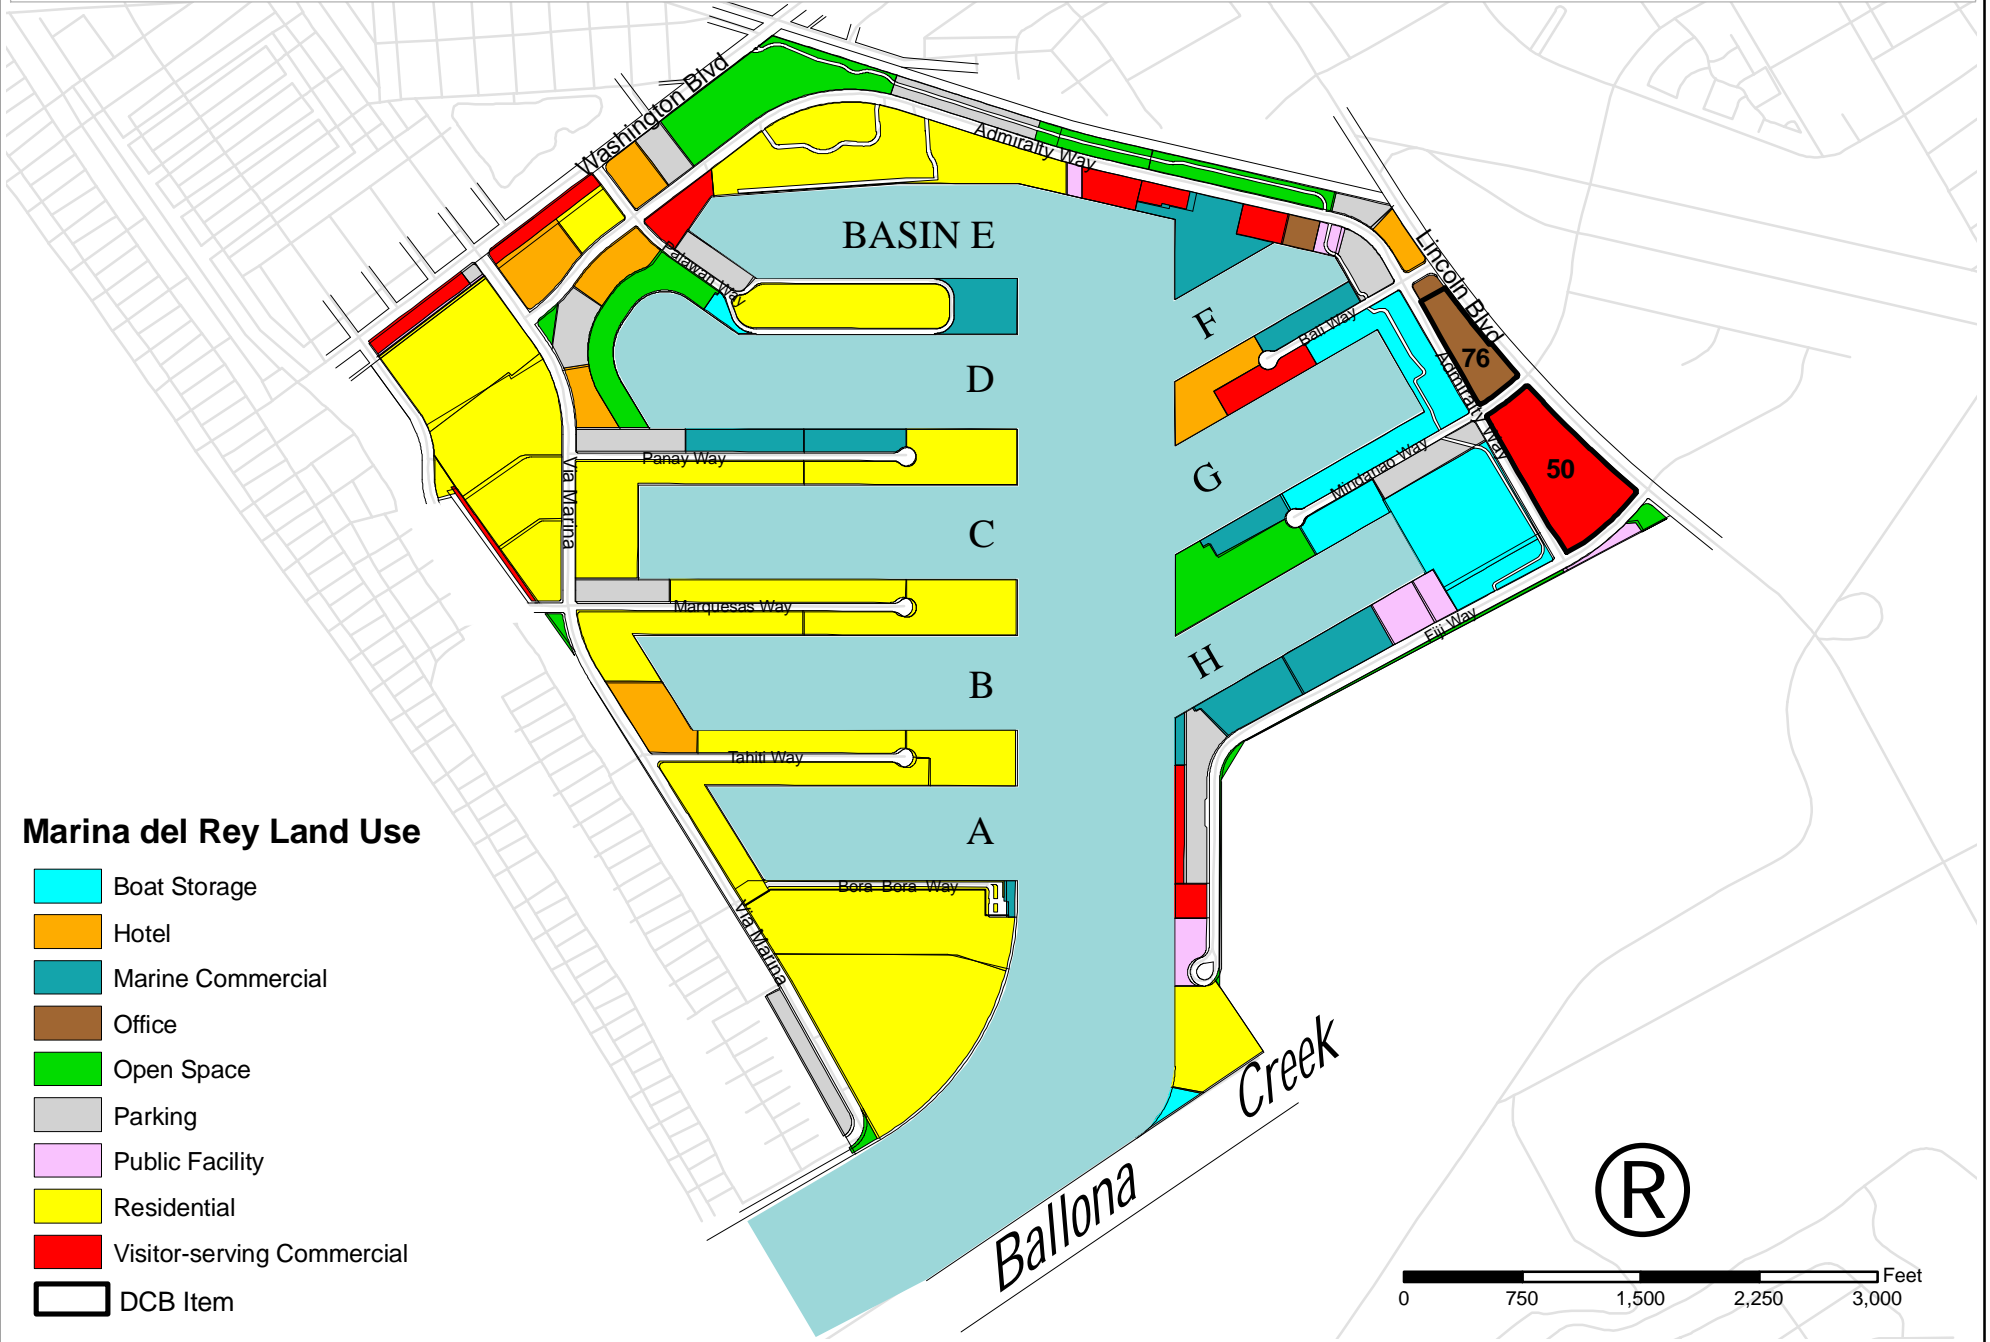 Washington Blvd
Admiralty Way
BASIN E
Palawan Way
Lincoln Blvd
F
Bali Way
D
76
Admiralty Way
Panay Way
Via Marina
G
Mindanao Way
50
C
Marquesas Way
Fiji Way
H
B
Tahiti Way
A
Bora Bora Way
Via Marina
Marina del Rey Land Use
Boat Storage
Hotel
Marine Commercial
Office
Open Space
Parking
Public Facility
Residential
Visitor-serving Commercial
DCB Item
Ballona Creek
®
Feet
0 750 1,500 2,250 3,000